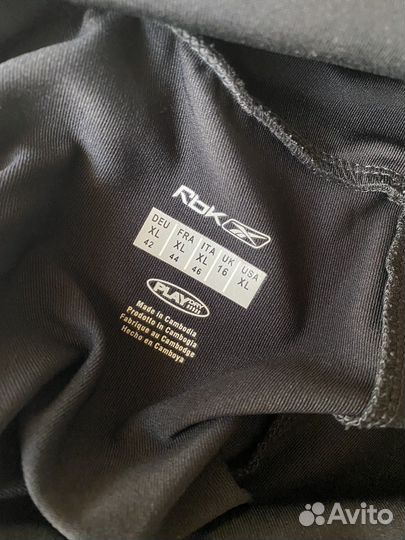 Rbk
DEU FRA ITA UK USA
XL XL XL 16 XL
42 44 46
PLAYDRY
Made in Cambodia
Prodotto in Cambogia
Fabriqué au Cambodge
Hecho en Camboya
Avito